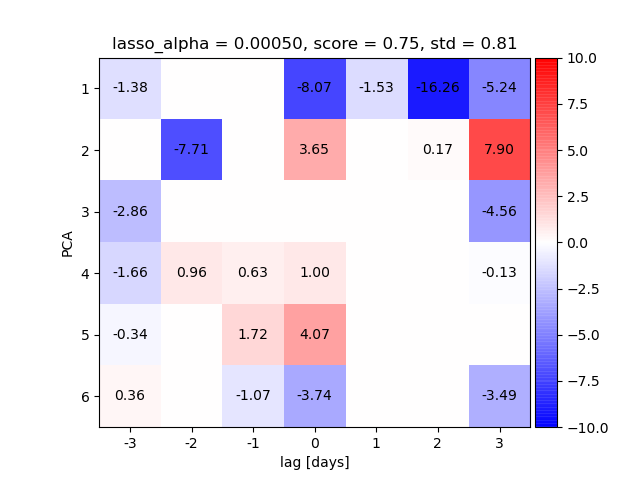 lasso_alpha = 0.00050, score = 0.75, std = 0.81
1 -1.38 -8.07 -1.53 -16.26 -5.24
2 -7.71 3.65 0.17 7.90
3 -2.86 -4.56
4 -1.66 0.96 0.63 1.00 -0.13
5 -0.34 1.72 4.07
6 0.36 -1.07 -3.74 -3.49
PCA
-3 -2 -1 0 1 2 3
lag [days]
10.0
7.5
5.0
2.5
0.0
−2.5
−5.0
−7.5
−10.0